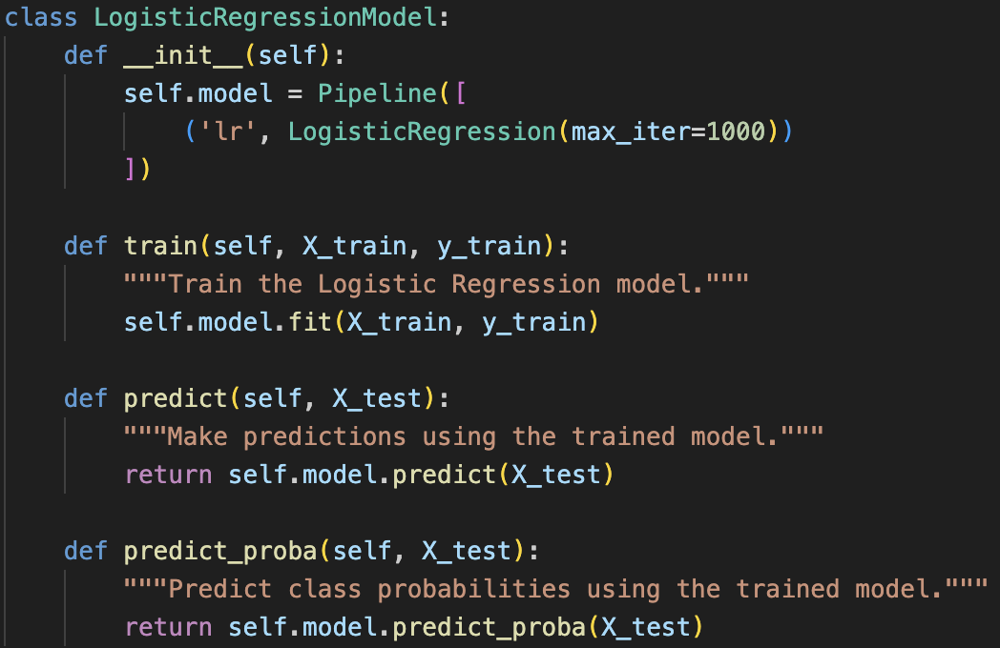 class LogisticRegressionModel:
    def __init__(self):
        self.model = Pipeline([
            ('lr', LogisticRegression(max_iter=1000))
        ])

    def train(self, X_train, y_train):
        """Train the Logistic Regression model."""
        self.model.fit(X_train, y_train)

    def predict(self, X_test):
        """Make predictions using the trained model."""
        return self.model.predict(X_test)

    def predict_proba(self, X_test):
        """Predict class probabilities using the trained model."""
        return self.model.predict_proba(X_test)